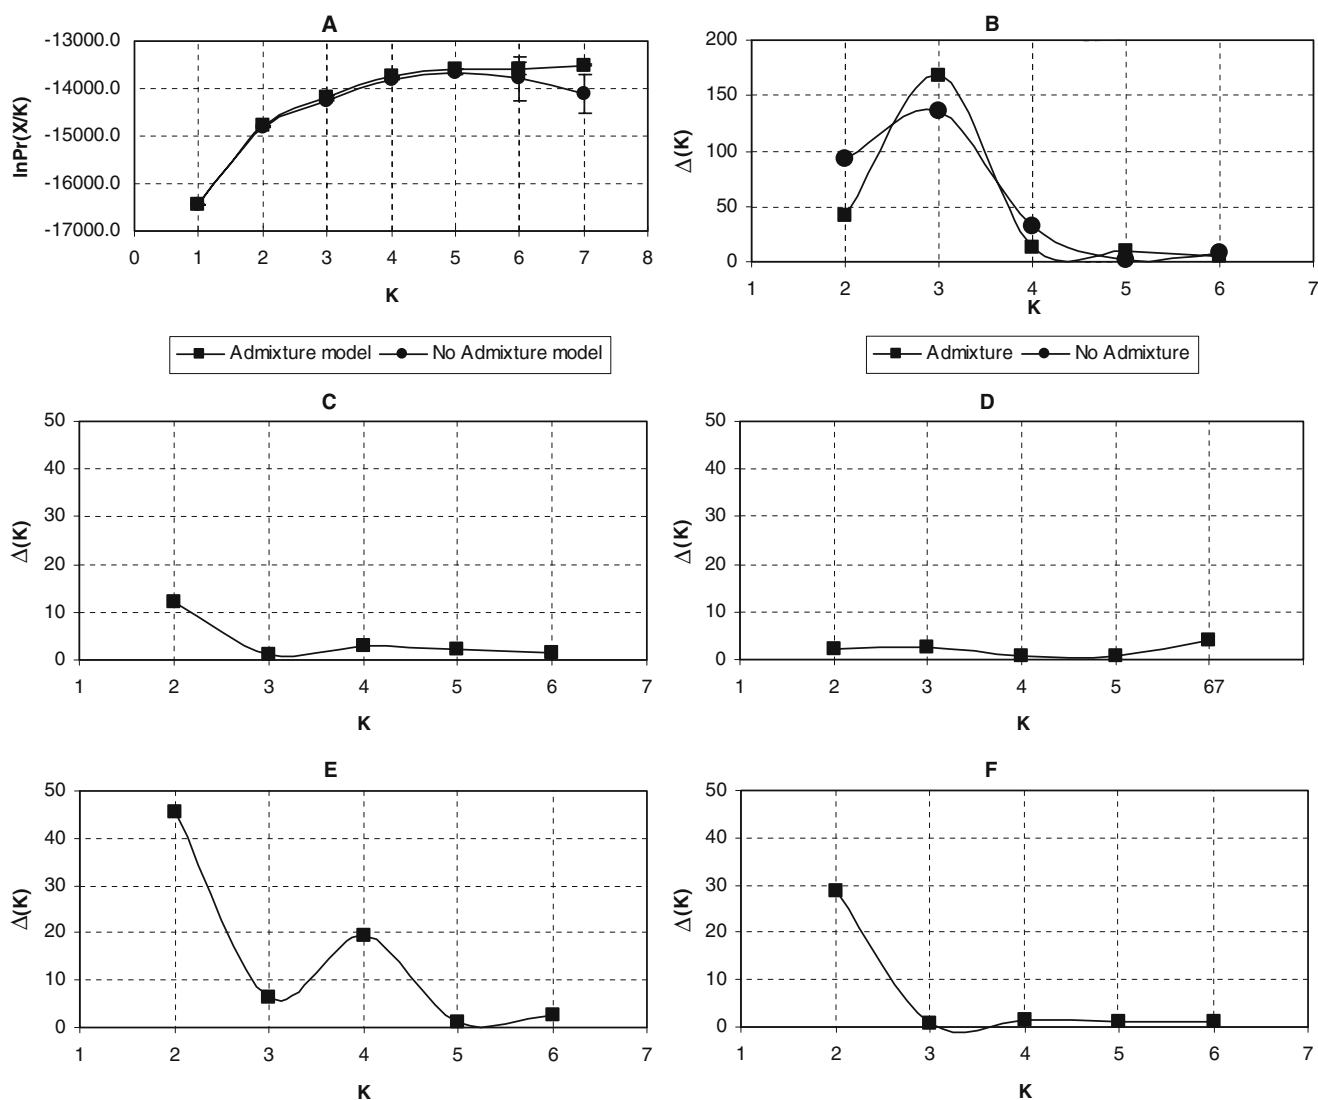 A
-13000.0
-14000.0
-15000.0
-16000.0
-17000.0
lnPr(X/K)
0 1 2 3 4 5 6 7 8
K
B
200
150
100
50
0
Δ(K)
1 2 3 4 5 6 7
K
Admixture model No Admixture model
Admixture No Admixture
C
50
40
30
20
10
0
Δ(K)
1 2 3 4 5 6 7
K
D
50
40
30
20
10
0
Δ(K)
1 2 3 4 5 67
K
E
50
40
30
20
10
0
Δ(K)
1 2 3 4 5 6 7
K
F
50
40
30
20
10
0
Δ(K)
1 2 3 4 5 6 7
K